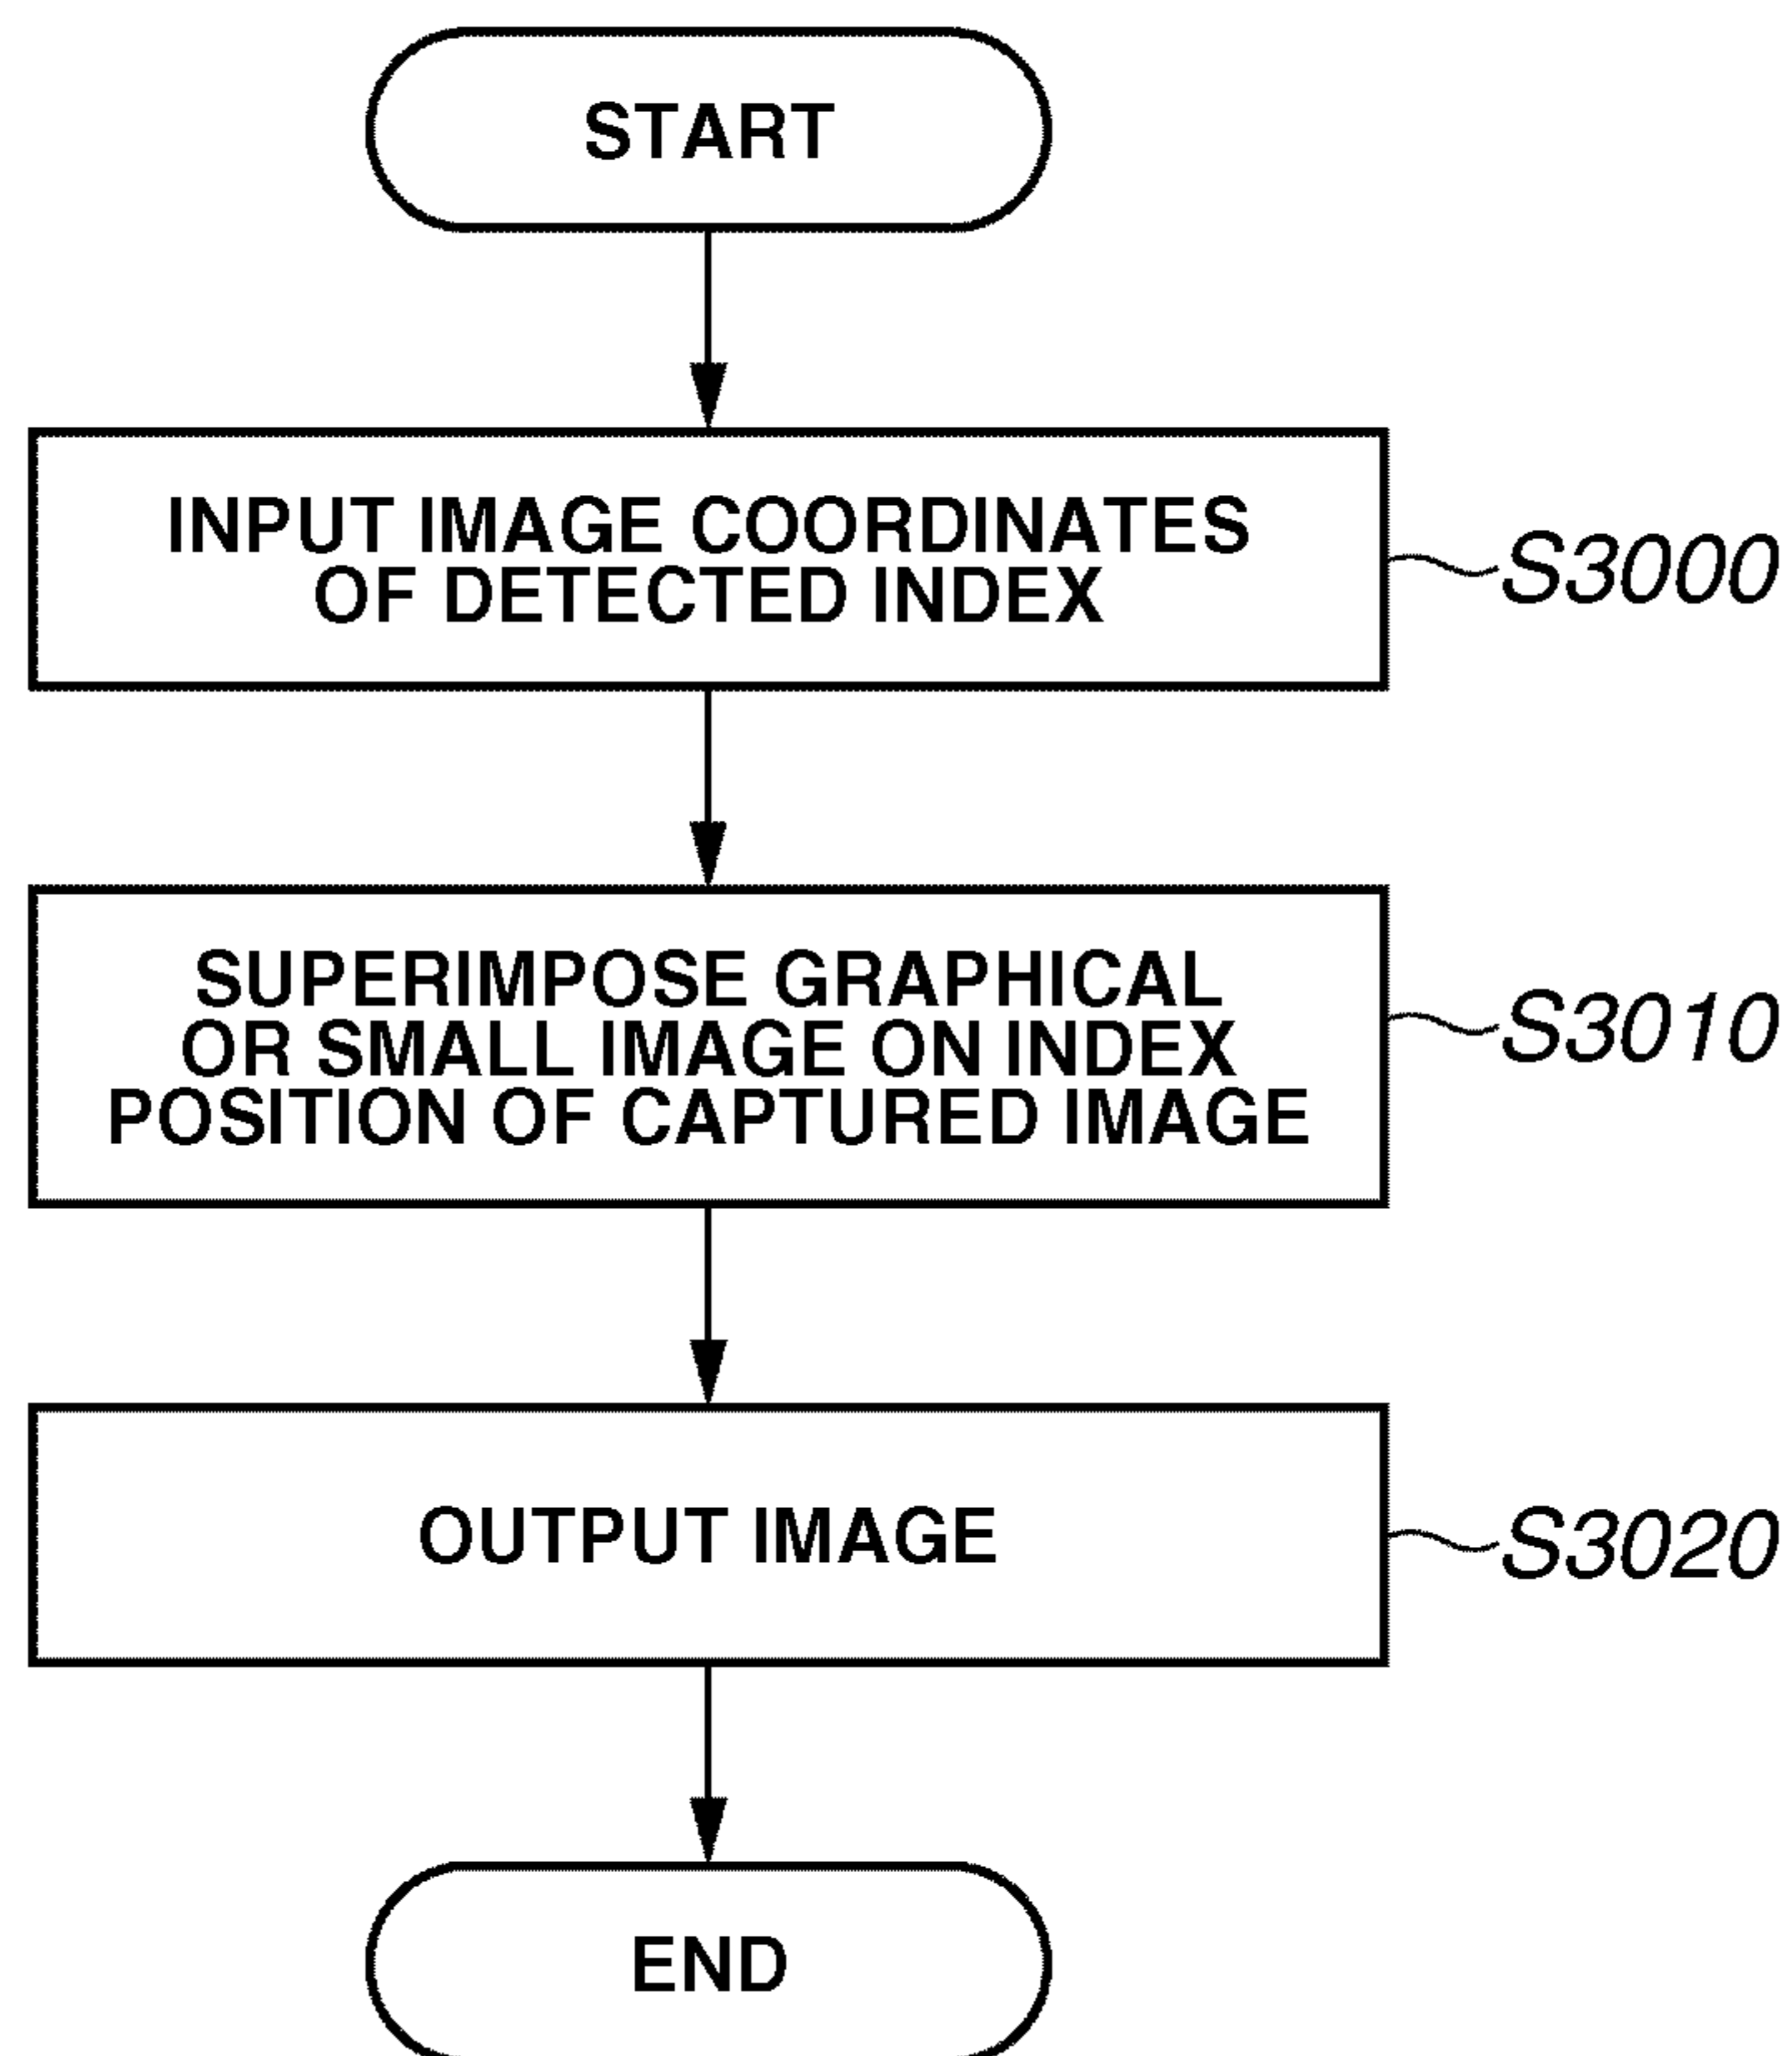 START
INPUT IMAGE COORDINATES
OF DETECTED INDEX
S3000
SUPERIMPOSE GRAPHICAL
OR SMALL IMAGE ON INDEX
POSITION OF CAPTURED IMAGE
S3010
OUTPUT IMAGE
S3020
END